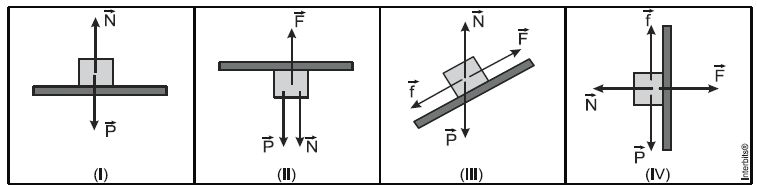 N⃗
P⃗
(I)
F⃗
P⃗ N⃗
(II)
N⃗
F⃗
f⃗
P⃗
(III)
f⃗
N⃗ F⃗
P⃗
(IV)
Interbits®